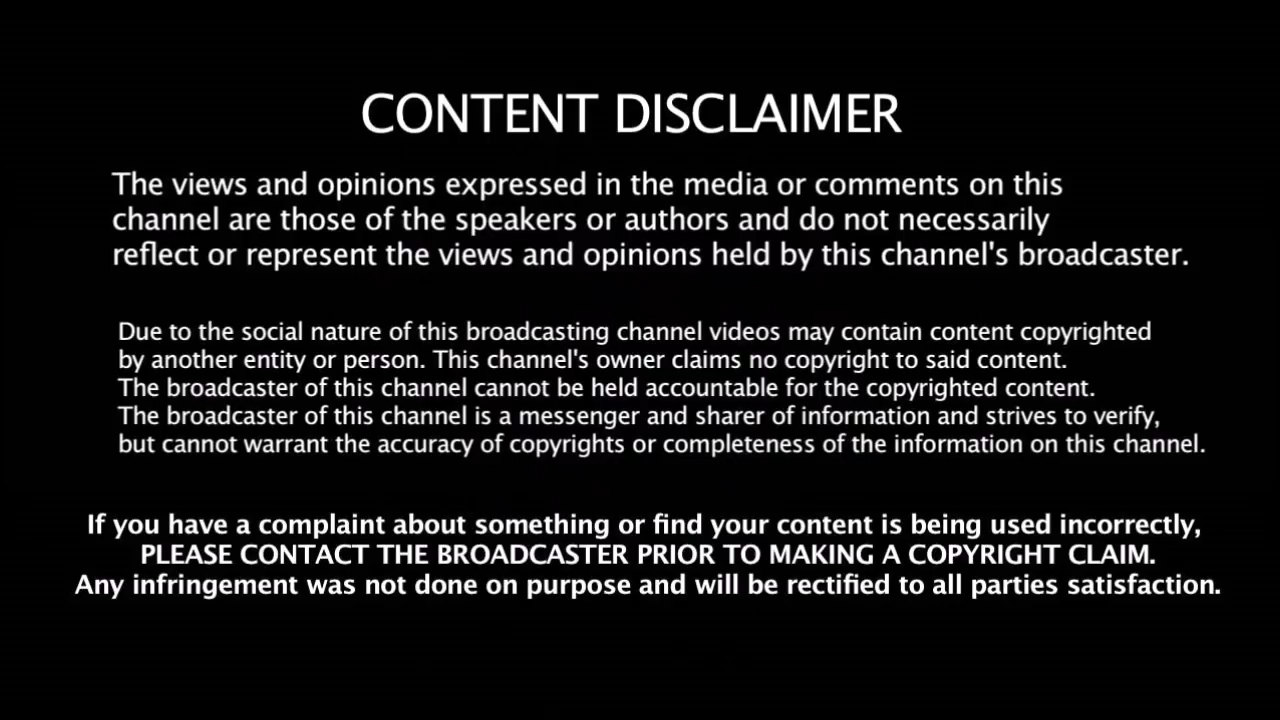 CONTENT DISCLAIMER
The views and opinions expressed in the media or comments on this
channel are those of the speakers or authors and do not necessarily
reflect or represent the views and opinions held by this channel's broadcaster.
Due to the social nature of this broadcasting channel videos may contain content copyrighted
by another entity or person. This channel's owner claims no copyright to said content.
The broadcaster of this channel cannot be held accountable for the copyrighted content.
The broadcaster of this channel is a messenger and sharer of information and strives to verify,
but cannot warrant the accuracy of copyrights or completeness of the information on this channel.
If you have a complaint about something or find your content is being used incorrectly,
PLEASE CONTACT THE BROADCASTER PRIOR TO MAKING A COPYRIGHT CLAIM.
Any infringement was not done on purpose and will be rectified to all parties satisfaction.